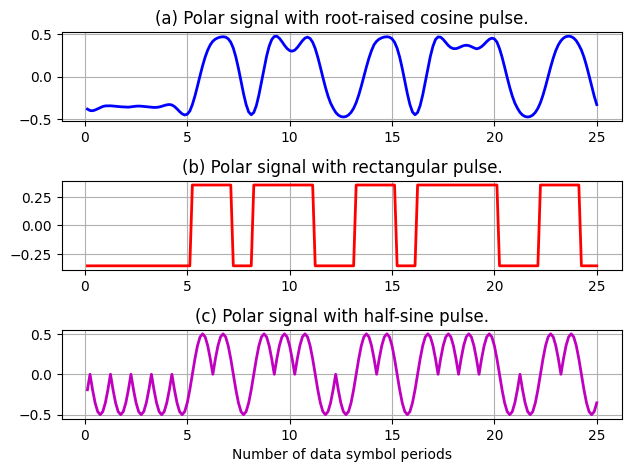 (a) Polar signal with root-raised cosine pulse.
0.5
0.0
−0.5
0 5 10 15 20 25
(b) Polar signal with rectangular pulse.
0.25
0.00
−0.25
0 5 10 15 20 25
(c) Polar signal with half-sine pulse.
0.5
0.0
−0.5
0 5 10 15 20 25
Number of data symbol periods